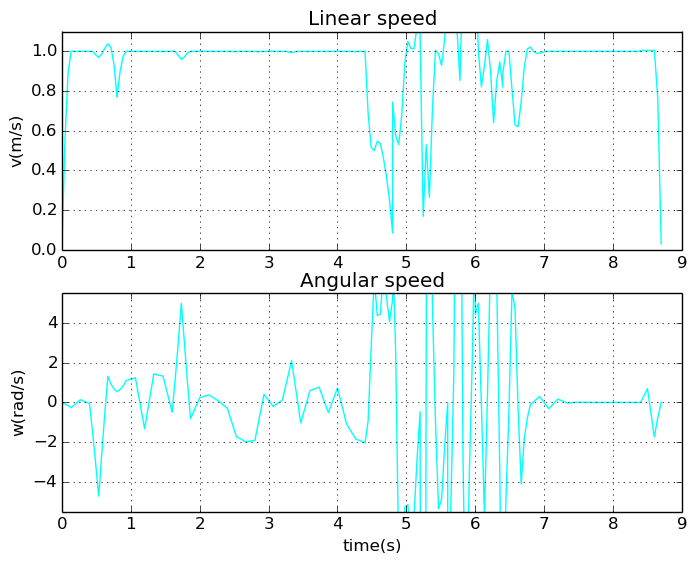 Linear speed
v(m/s)
1.0
0.8
0.6
0.4
0.2
0.0
0 1 2 3 4 5 6 7 8 9
Angular speed
w(rad/s)
4
2
0
−2
−4
0 1 2 3 4 5 6 7 8 9
time(s)